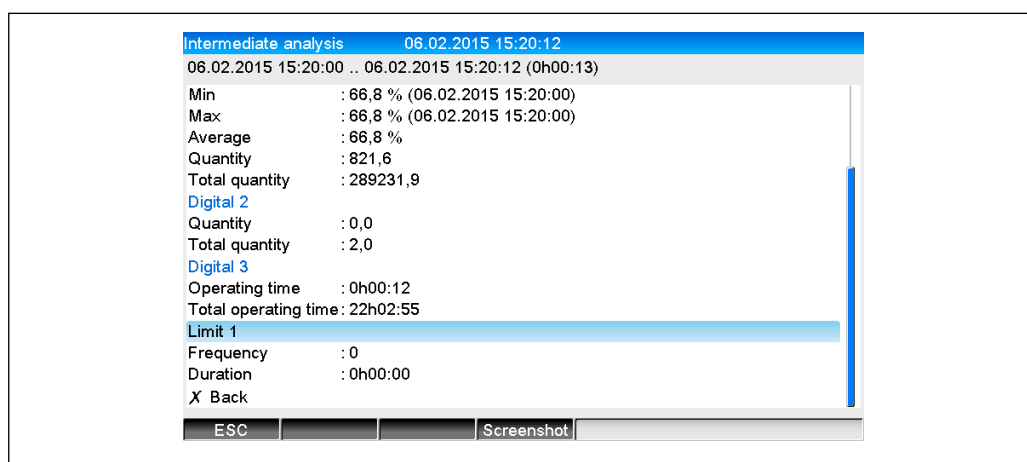 Intermediate analysis 06.02.2015 15:20:12
06.02.2015 15:20:00 .. 06.02.2015 15:20:12 (0h00:13)
Min : 66,8 % (06.02.2015 15:20:00)
Max : 66,8 % (06.02.2015 15:20:00)
Average : 66,8 %
Quantity : 821,6
Total quantity : 289231,9
Digital 2
Quantity : 0,0
Total quantity : 2,0
Digital 3
Operating time : 0h00:12
Total operating time : 22h02:55
Limit 1
Frequency : 0
Duration : 0h00:00
X Back
ESC Screenshot